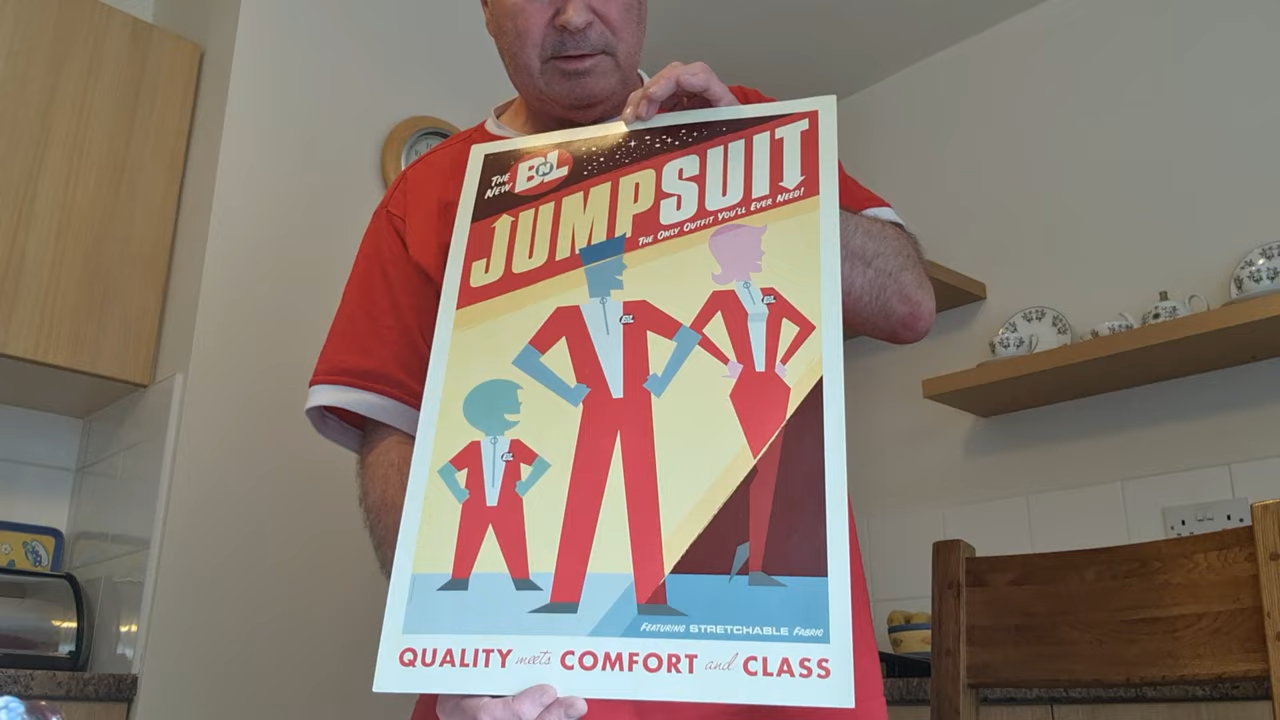 THE NEW BNL
JUMPSUIT
THE ONLY OUTFIT YOU'LL EVER NEED!
BNL
BNL
BNL
FEATURING STRETCHABLE FABRIC
QUALITY meets COMFORT and CLASS